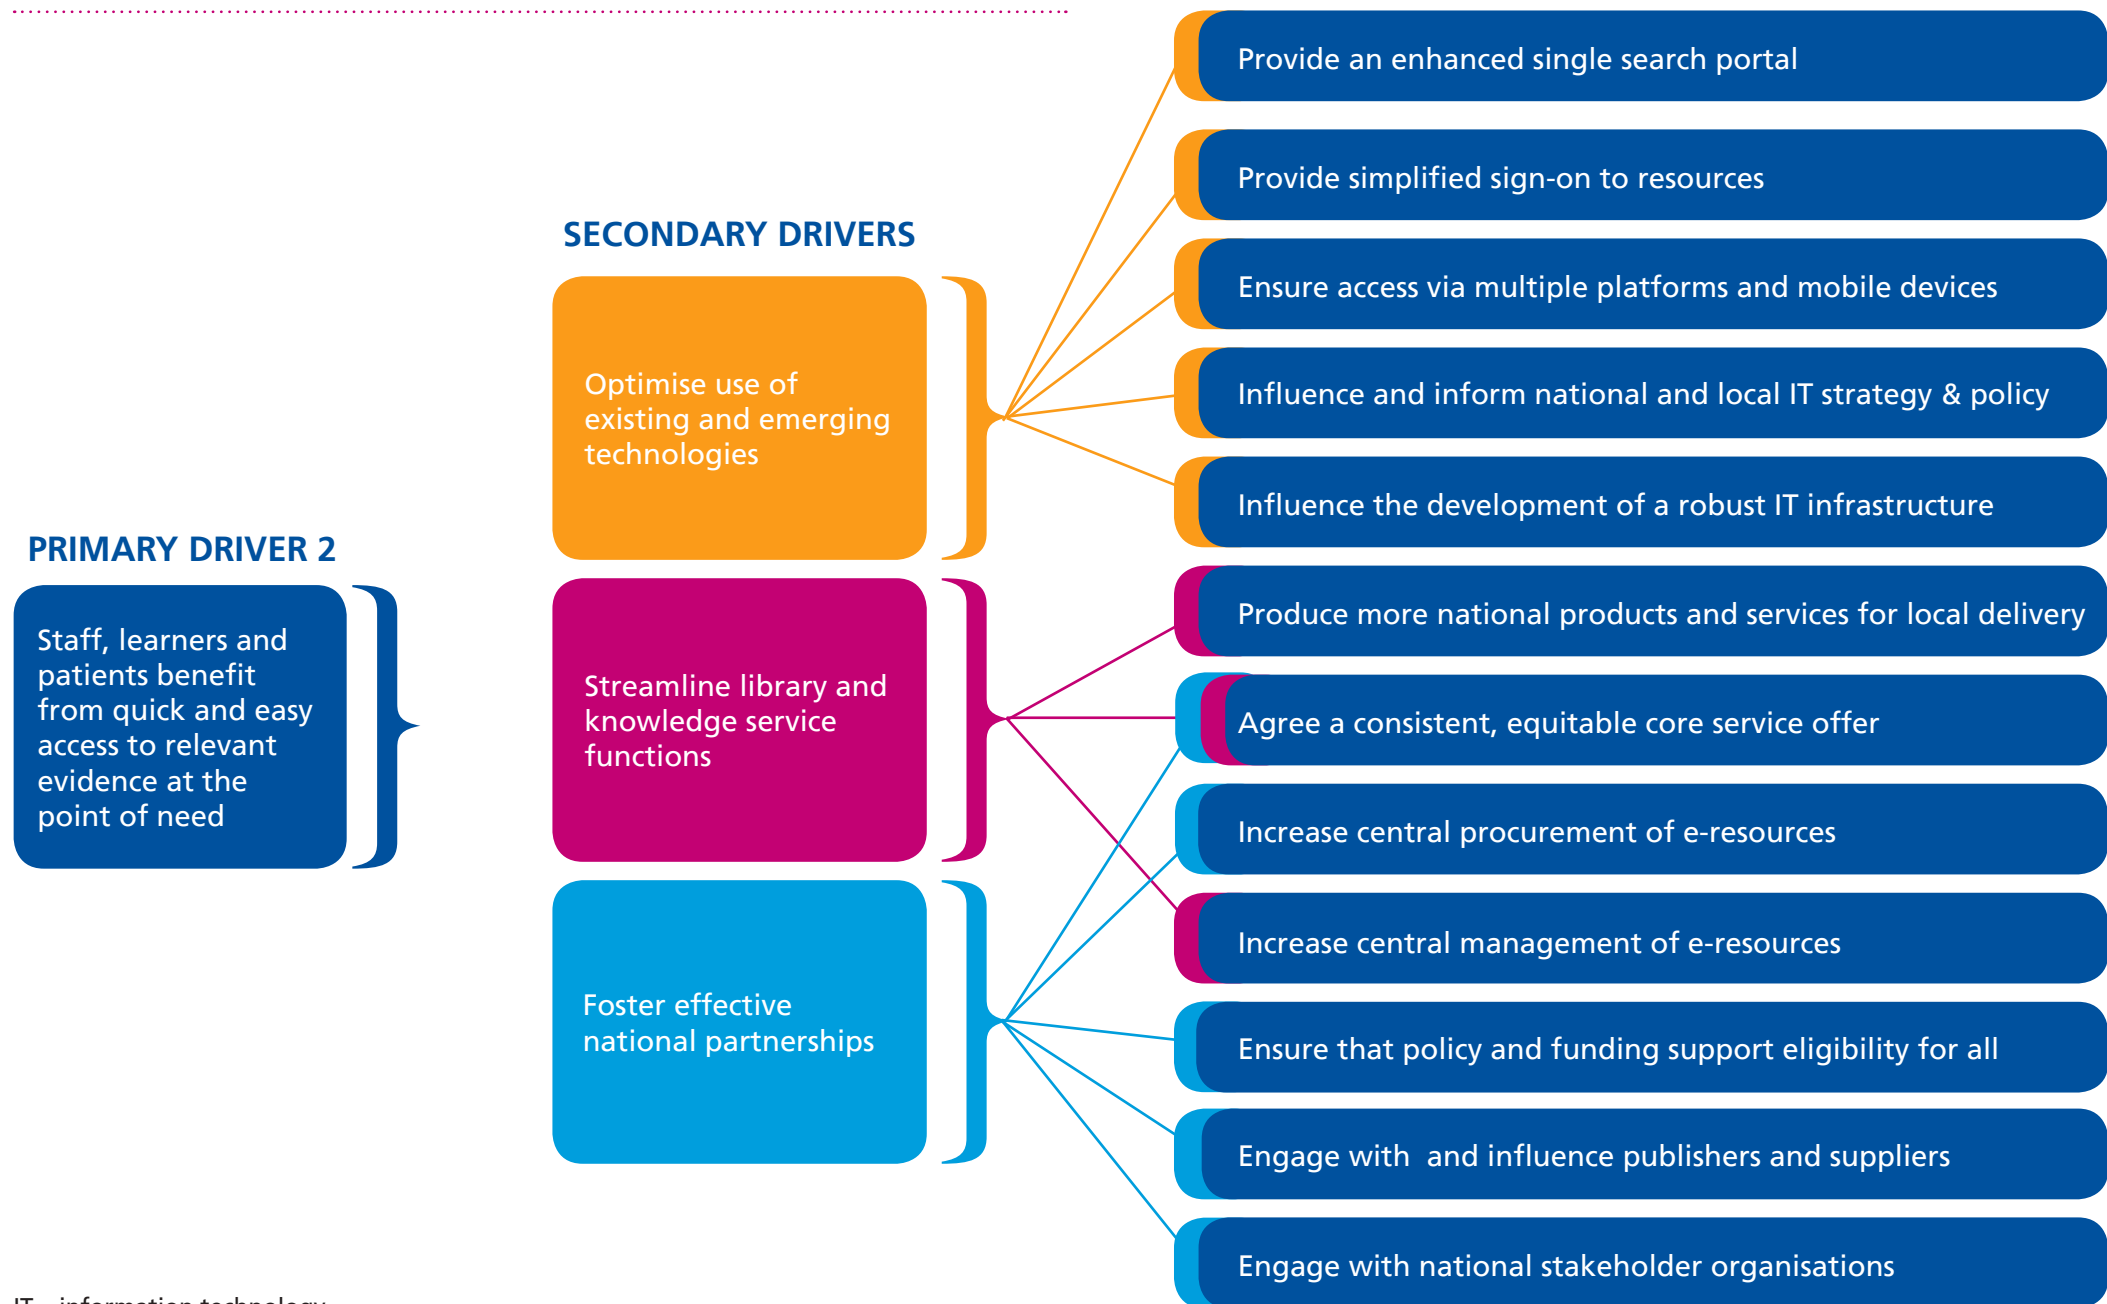 PRIMARY DRIVER 2
Staff, learners and
patients benefit
from quick and easy
access to relevant
evidence at the
point of need
SECONDARY DRIVERS
Optimise use of
existing and emerging
technologies
Streamline library and
knowledge service
functions
Foster effective
national partnerships
Provide an enhanced single search portal
Provide simplified sign-on to resources
Ensure access via multiple platforms and mobile devices
Influence and inform national and local IT strategy & policy
Influence the development of a robust IT infrastructure
Produce more national products and services for local delivery
Agree a consistent, equitable core service offer
Increase central procurement of e-resources
Increase central management of e-resources
Ensure that policy and funding support eligibility for all
Engage with  and influence publishers and suppliers
Engage with national stakeholder organisations
IT – information technology